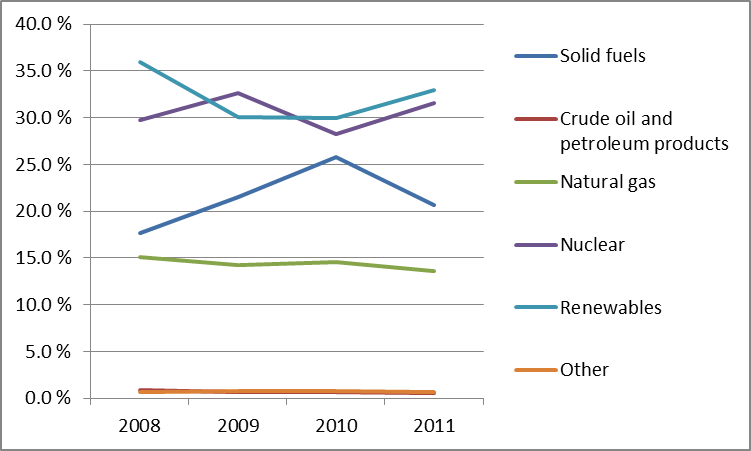 40.0 %
35.0 %
30.0 %
25.0 %
20.0 %
15.0 %
10.0 %
5.0 %
0.0 %
2008 2009 2010 2011
Solid fuels
Crude oil and
petroleum products
Natural gas
Nuclear
Renewables
Other